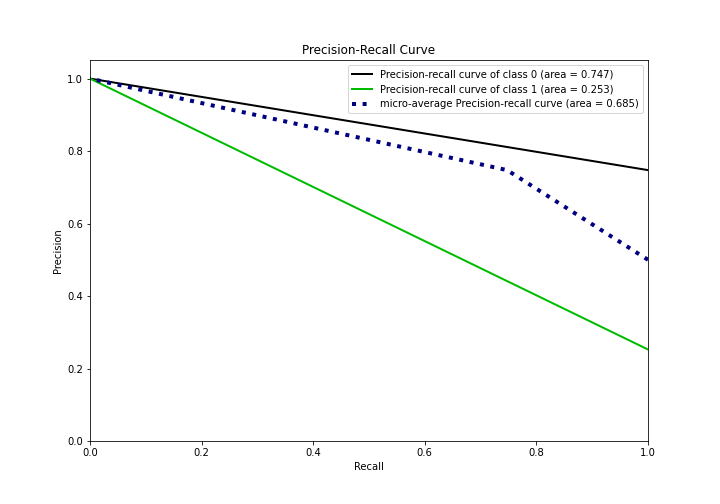 Precision-Recall Curve
Precision-recall curve of class 0 (area = 0.747)
Precision-recall curve of class 1 (area = 0.253)
micro-average Precision-recall curve (area = 0.685)
1.0
0.8
0.6
0.4
0.2
0.0
Precision
0.0 0.2 0.4 0.6 0.8 1.0
Recall